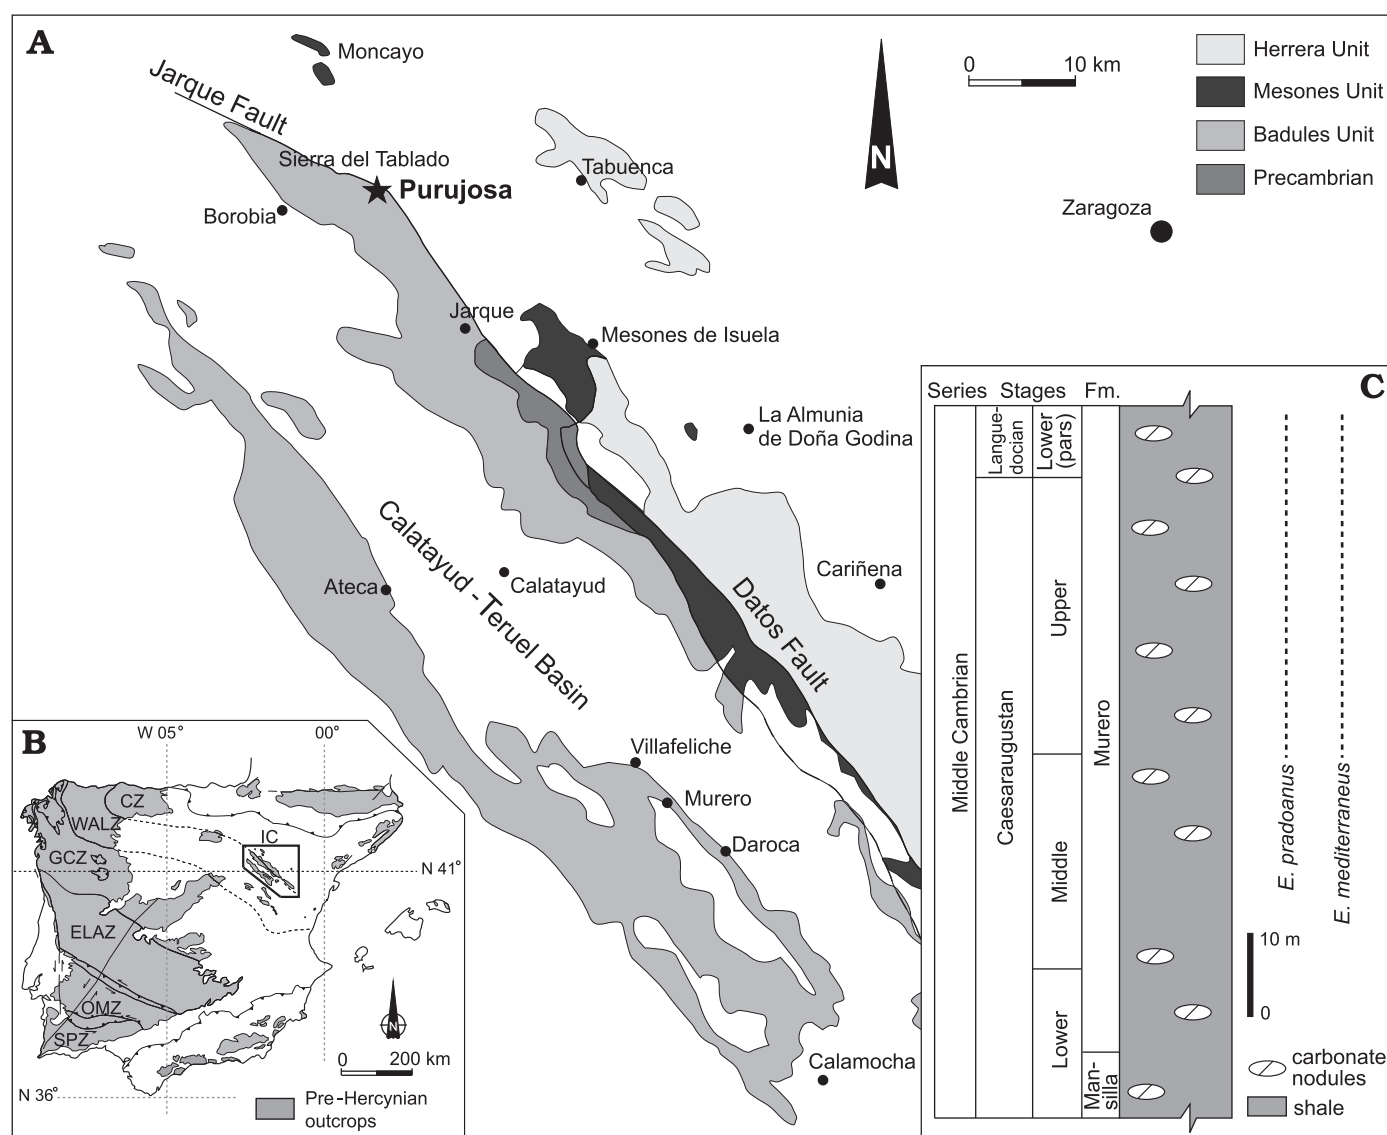 A
Moncayo
Jarque Fault
Sierra del Tablado
Purujosa
Borobia
Tabuenca
0 10 km
N
Herrera Unit
Mesones Unit
Badules Unit
Precambrian
Zaragoza
Jarque
Mesones de Isuela
La Almunia
de Doña Godina
Calatayud - Teruel Basin
Ateca
Calatayud
Cariñena
Datos Fault
Villafeliche
Murero
Daroca
Calamocha
B
W 05°
00°
CZ
WALZ
GCZ
IC
N 41°
ELAZ
OMZ
SPZ
N
0 200 km
N 36°
Pre-Hercynian
outcrops
C
Series Stages Fm.
Middle Cambrian
Langue-
docian
Caesaraugustan
Lower
(pars)
Upper
Middle
Lower
Murero
Man-
silla
E. pradoanus
E. mediterraneus
10 m
0
carbonate
nodules
shale